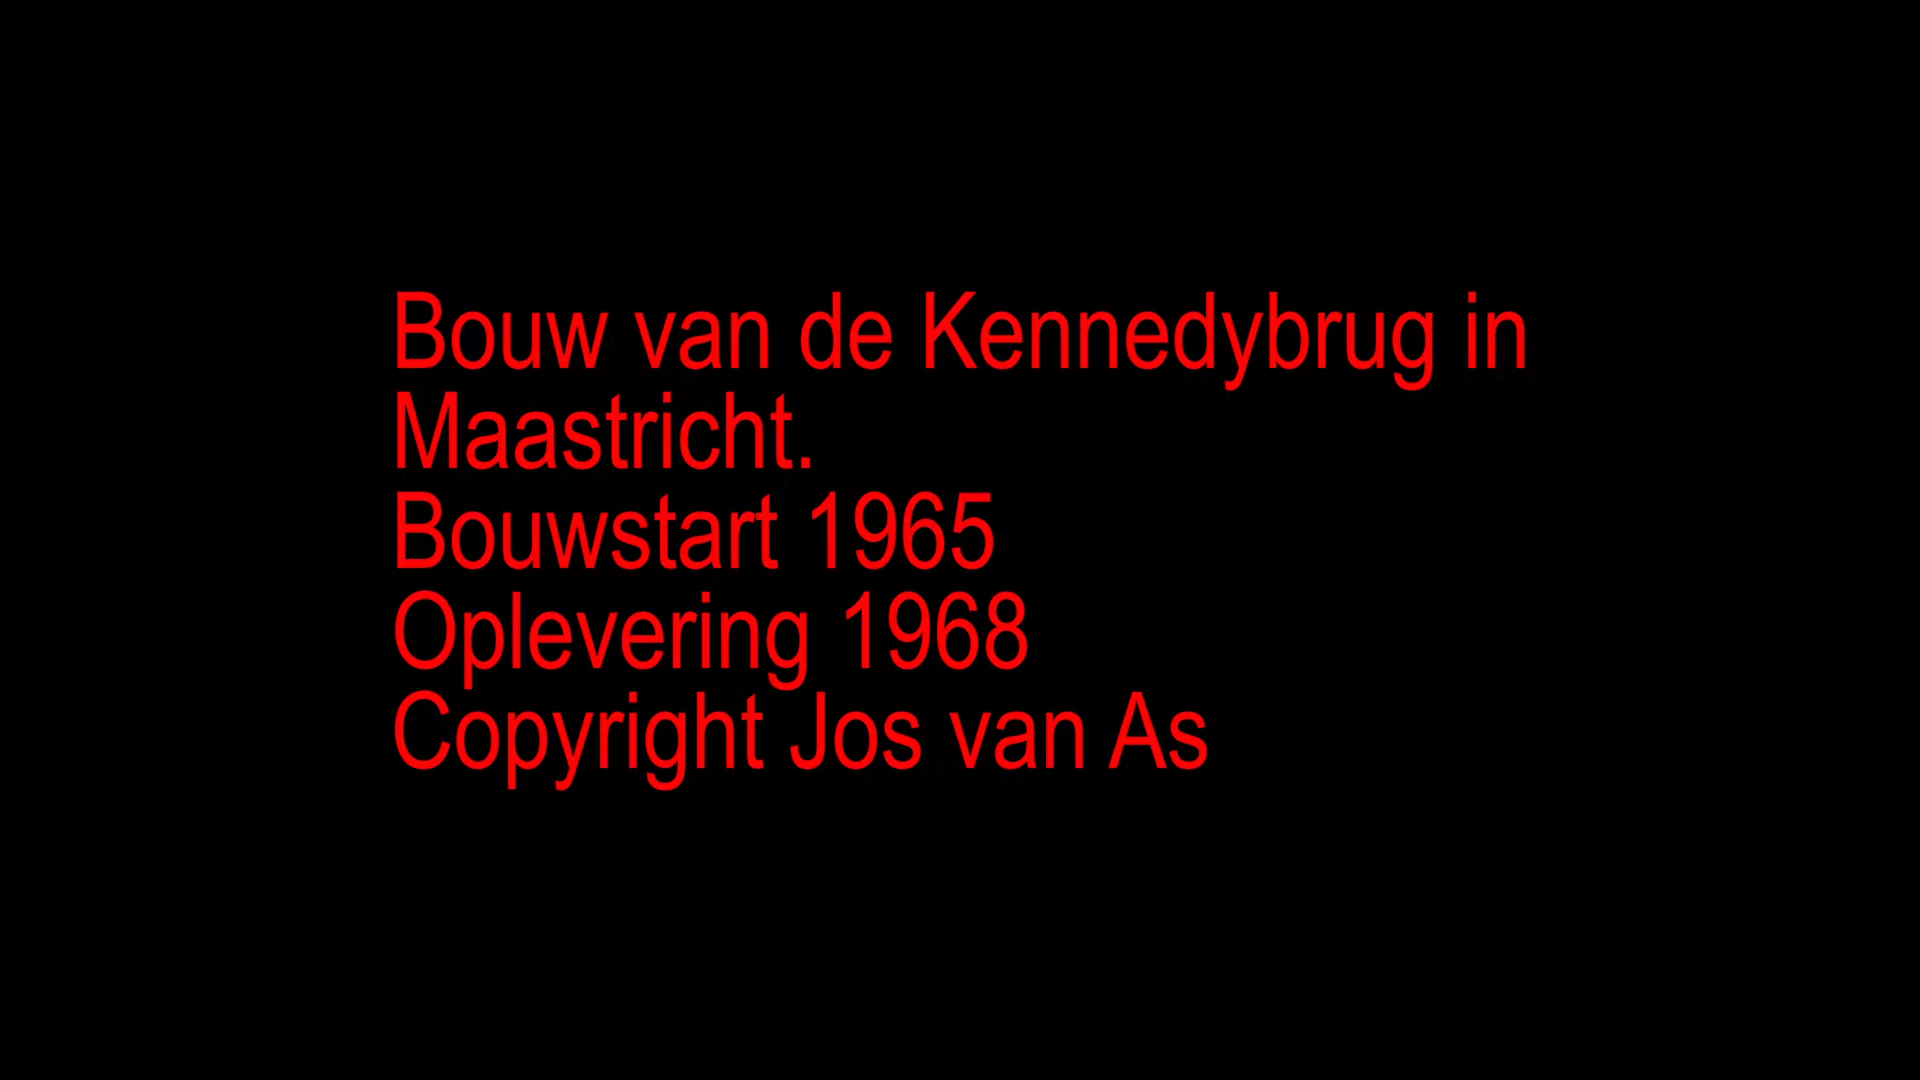 Bouw van de Kennedybrug in
Maastricht.
Bouwstart 1965
Oplevering 1968
Copyright Jos van As